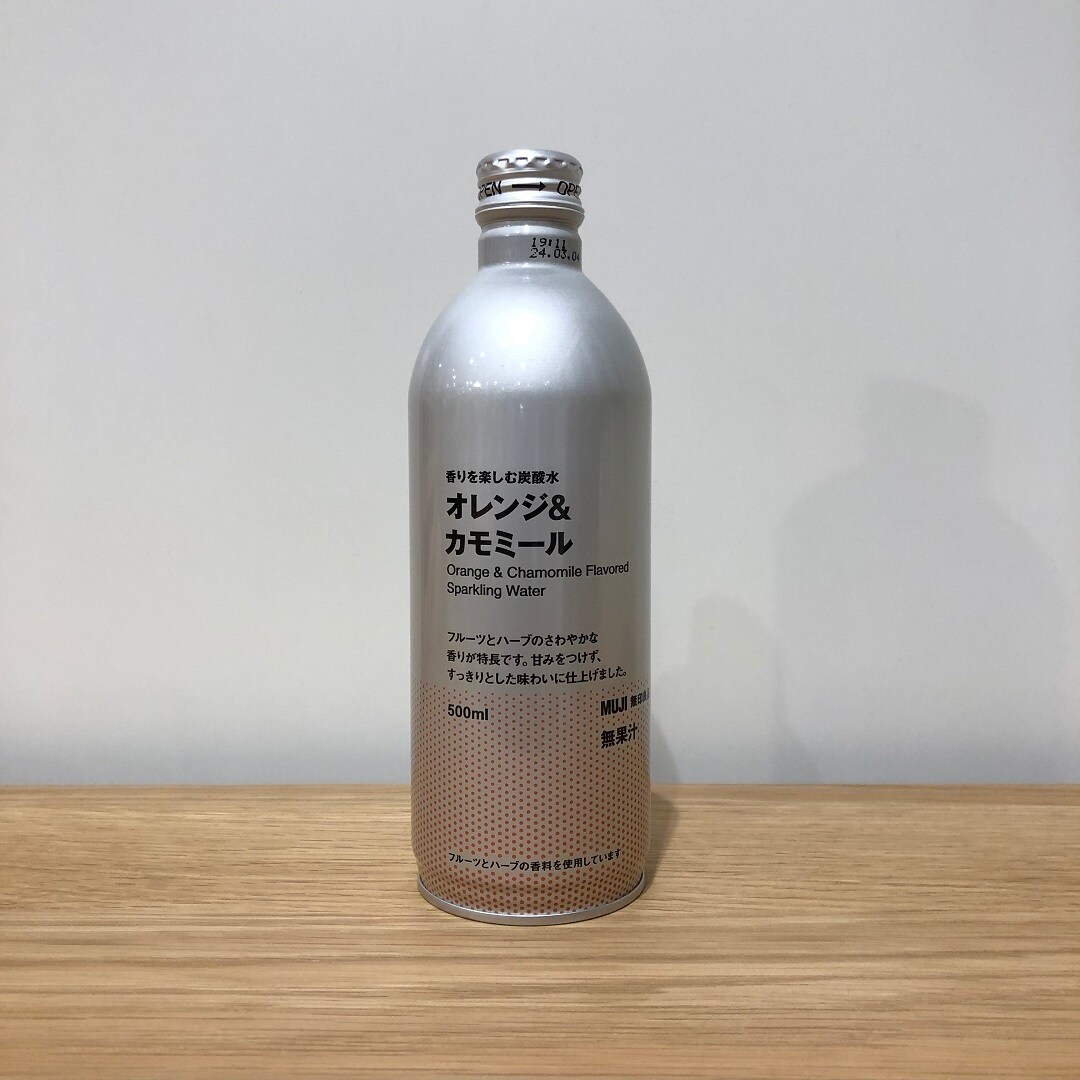 OPEN → OPE
19:11
24.03.04
香りを楽しむ炭酸水
オレンジ&
カモミール
Orange & Chamomile Flavored
Sparkling Water
フルーツとハーブのさわやかな
香りが特長です。甘みをつけず、
すっきりとした味わいに仕上げました。
500ml
MUJI 無印良
無果汁
フルーツとハーブの香料を使用しています